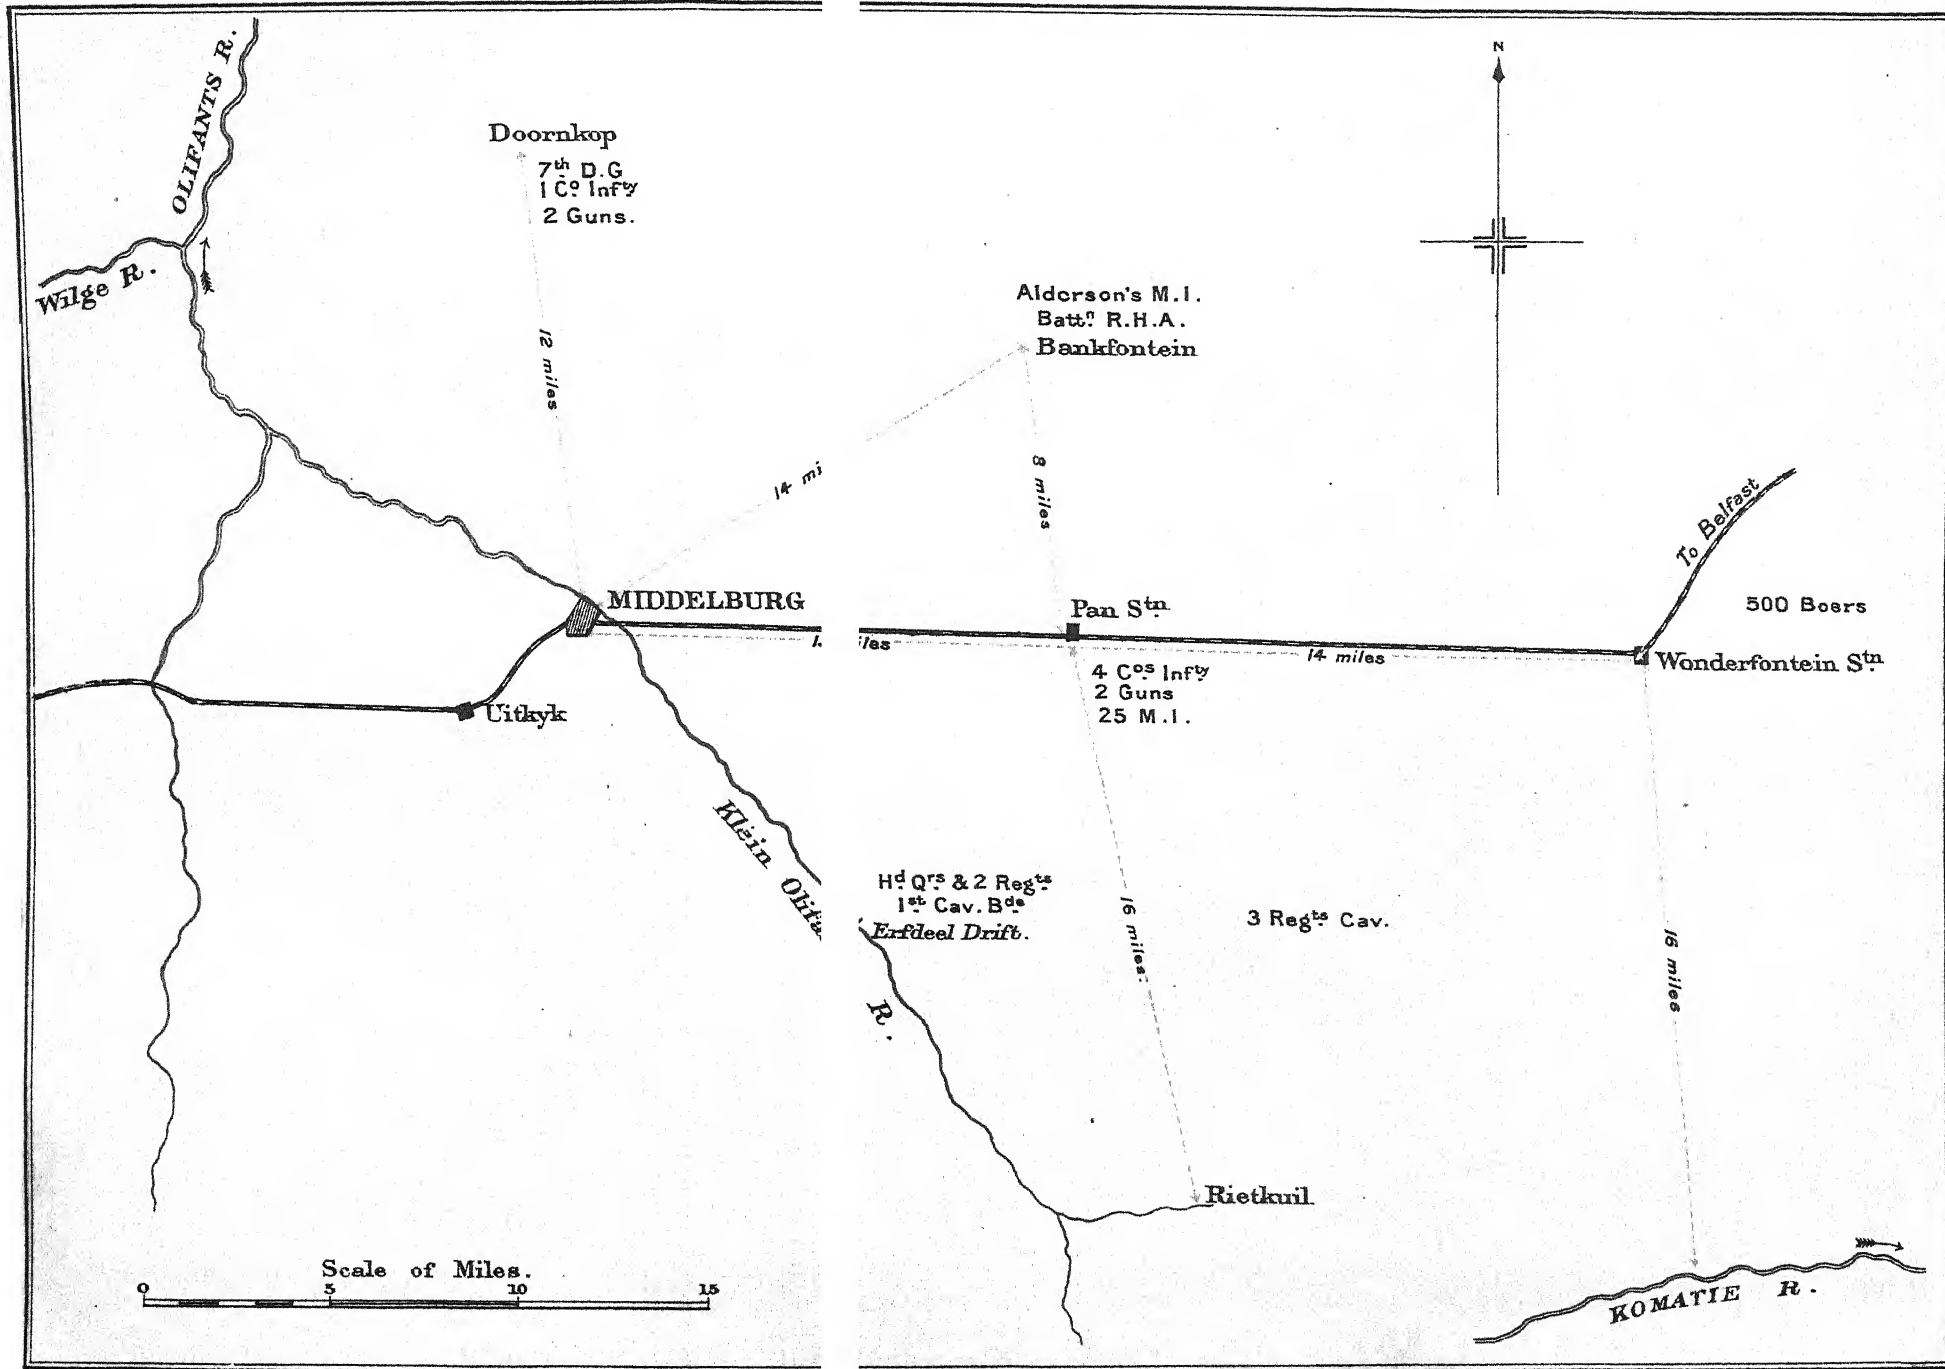 OLIFANTS R.
N
Doornkop
7th D.G
1 Co. Infty
2 Guns.
Wilge R.
Alderson's M.I.
Battn. R.H.A.
Bankfontein
12 miles
14 mi
8 miles
To Belfast
MIDDELBURG
Pan Stn.
500 Boers
iles
14 miles
Wonderfontein Stn.
4 Cos. Infty
2 Guns
25 M.I.
Uitkyk
Klein Olifa
R.
Hd. Qrs. & 2 Regts.
1st. Cav. Bde.
Erfdeel Drift.
16 miles.
3 Regts. Cav.
16 miles
Rietkuil
Scale of Miles.
0 5 10 15
KOMATIE R.